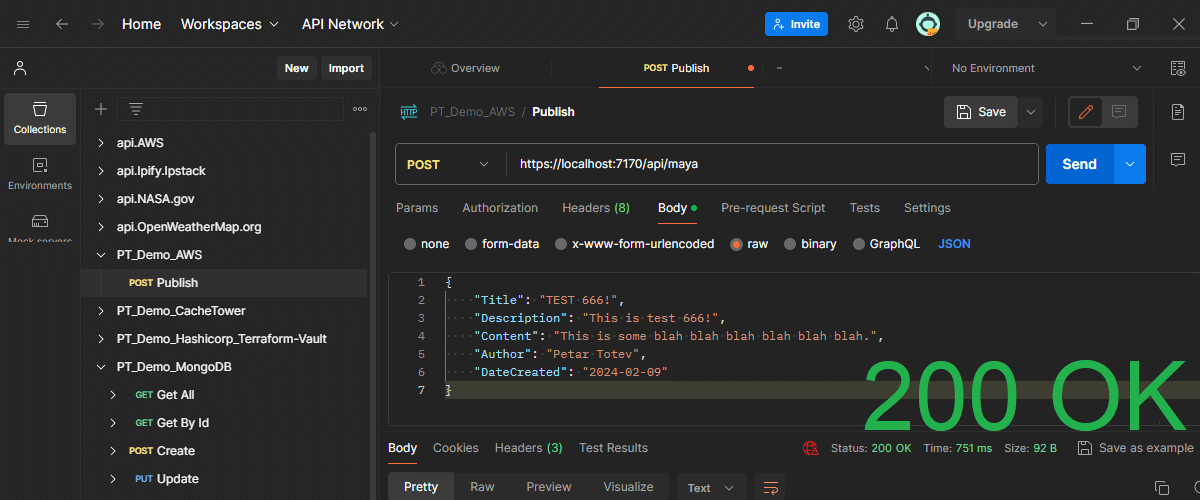 Home Workspaces API Network Invite Upgrade
New Import Overview POST Publish No Environment
Collections
Environments
Mock servers
api.AWS
api.Ipify.Ipstack
api.NASA.gov
api.OpenWeatherMap.org
PT_Demo_AWS
POST Publish
PT_Demo_CacheTower
PT_Demo_Hashicorp_Terraform-Vault
PT_Demo_MongoDB
GET Get All
GET Get By Id
POST Create
PUT Update
HTTP PT_Demo_AWS / Publish Save
POST https://localhost:7170/api/maya Send
Params Authorization Headers (8) Body Pre-request Script Tests Settings
none form-data x-www-form-urlencoded raw binary GraphQL JSON
1 {
2 "Title": "TEST 666!",
3 "Description": "This is test 666!",
4 "Content": "This is some blah blah blah blah blah blah.",
5 "Author": "Petar Totev",
6 "DateCreated": "2024-02-09"
7 }
200 OK
Body Cookies Headers (3) Test Results Status: 200 OK Time: 751 ms Size: 92 B Save as example
Pretty Raw Preview Visualize Text